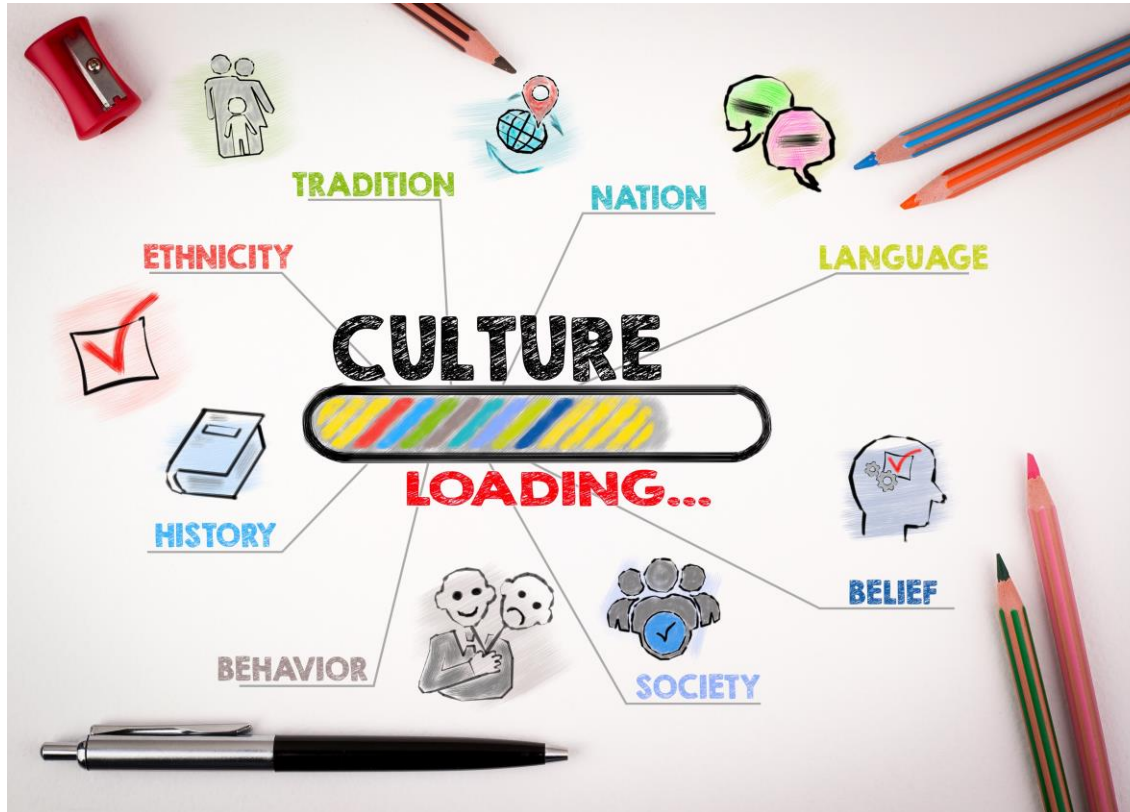 TRADITION
NATION
ETHNICITY
LANGUAGE
CULTURE
LOADING...
HISTORY
BELIEF
BEHAVIOR
SOCIETY